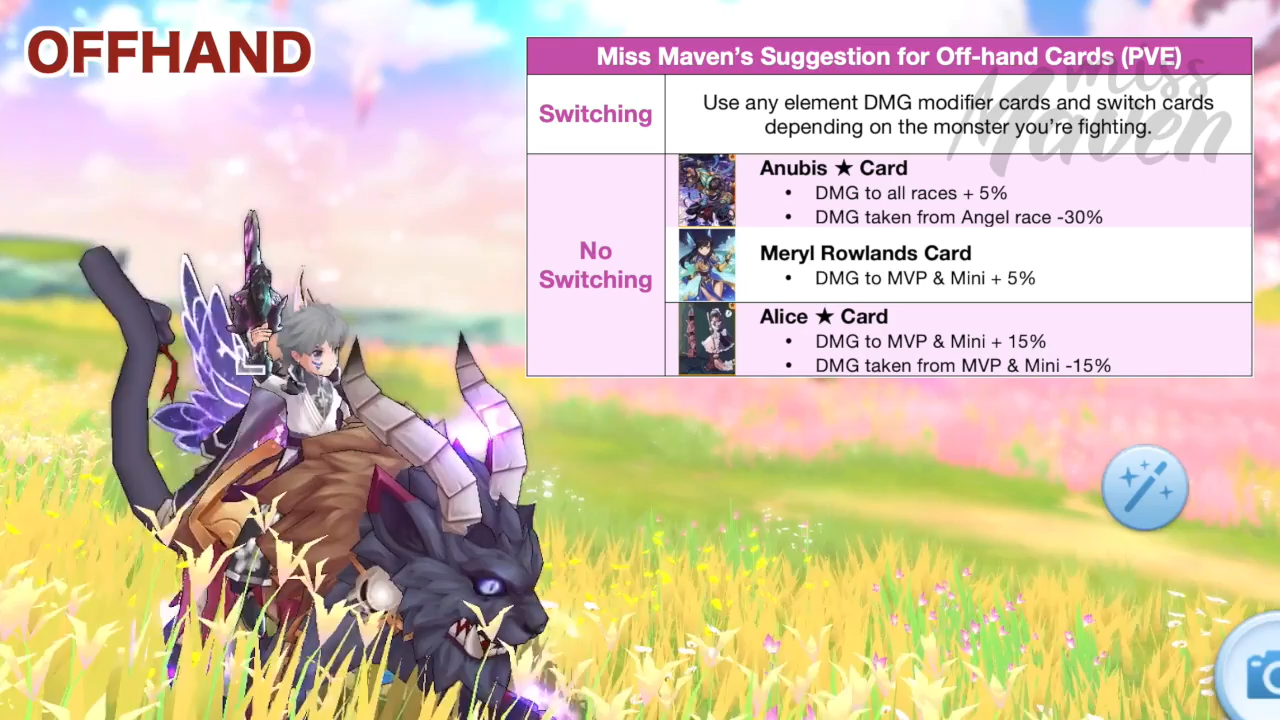 OFFHAND
Miss Maven's Suggestion for Off-hand Cards (PVE)
miss
Maven
Switching
Use any element DMG modifier cards and switch cards
depending on the monster you're fighting.
No
Switching
Anubis ★ Card
• DMG to all races + 5%
• DMG taken from Angel race -30%
Meryl Rowlands Card
• DMG to MVP & Mini + 5%
Alice ★ Card
• DMG to MVP & Mini + 15%
• DMG taken from MVP & Mini -15%